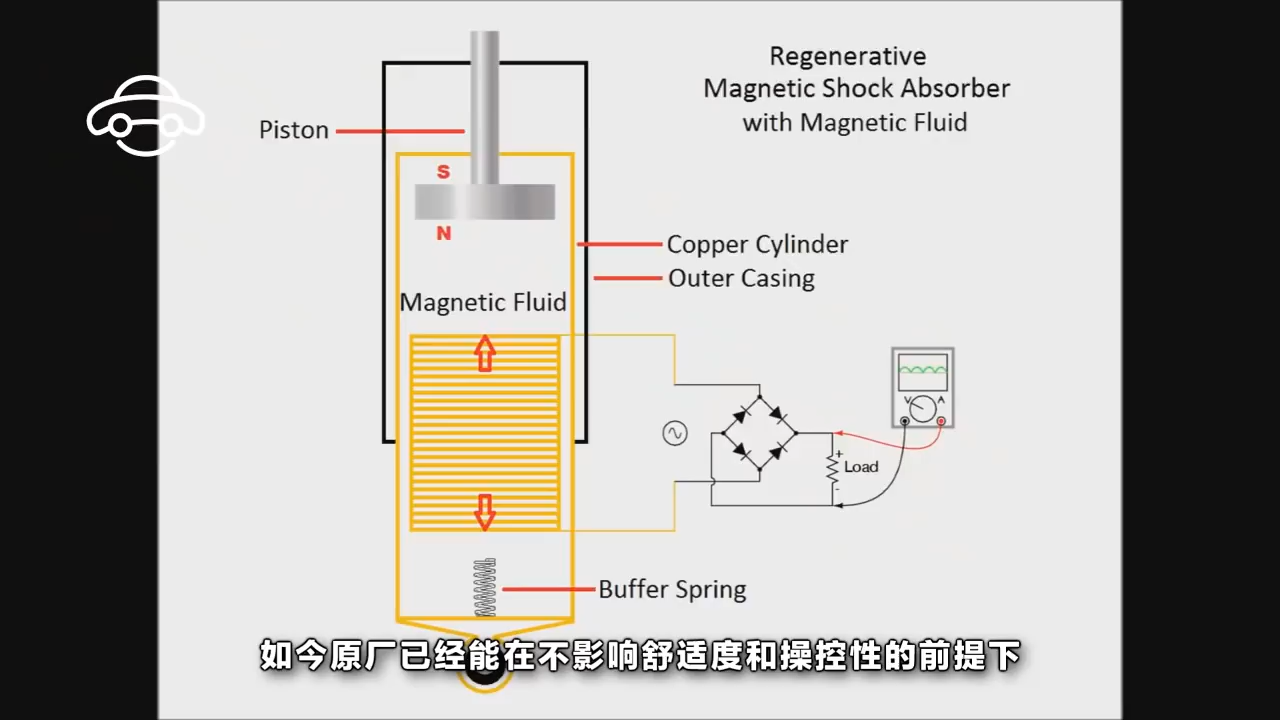 Regenerative
Magnetic Shock Absorber
with Magnetic Fluid
Piston
S
N
Copper Cylinder
Outer Casing
Magnetic Fluid
V A
+
Load
-
Buffer Spring
如今原厂已经能在不影响舒适度和操控性的前提下